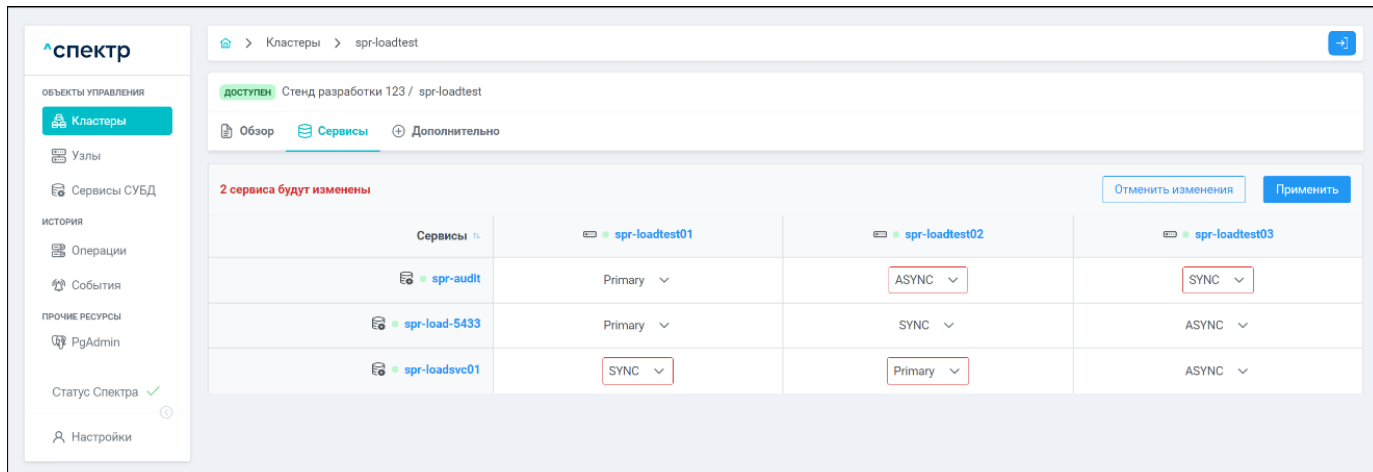 ^спектр
ОБЪЕКТЫ УПРАВЛЕНИЯ
Кластеры
Узлы
Сервисы СУБД
ИСТОРИЯ
Операции
События
ПРОЧИЕ РЕСУРСЫ
PgAdmin
Статус Спектра
Настройки
Кластеры > spr-loadtest
ДОСТУПЕН Стенд разработки 123 / spr-loadtest
Обзор Сервисы Дополнительно
2 сервиса будут изменены Отменить изменения Применить
Сервисы spr-loadtest01 spr-loadtest02 spr-loadtest03
spr-audit Primary ASYNC SYNC
spr-load-5433 Primary SYNC ASYNC
spr-loadsvc01 SYNC Primary ASYNC